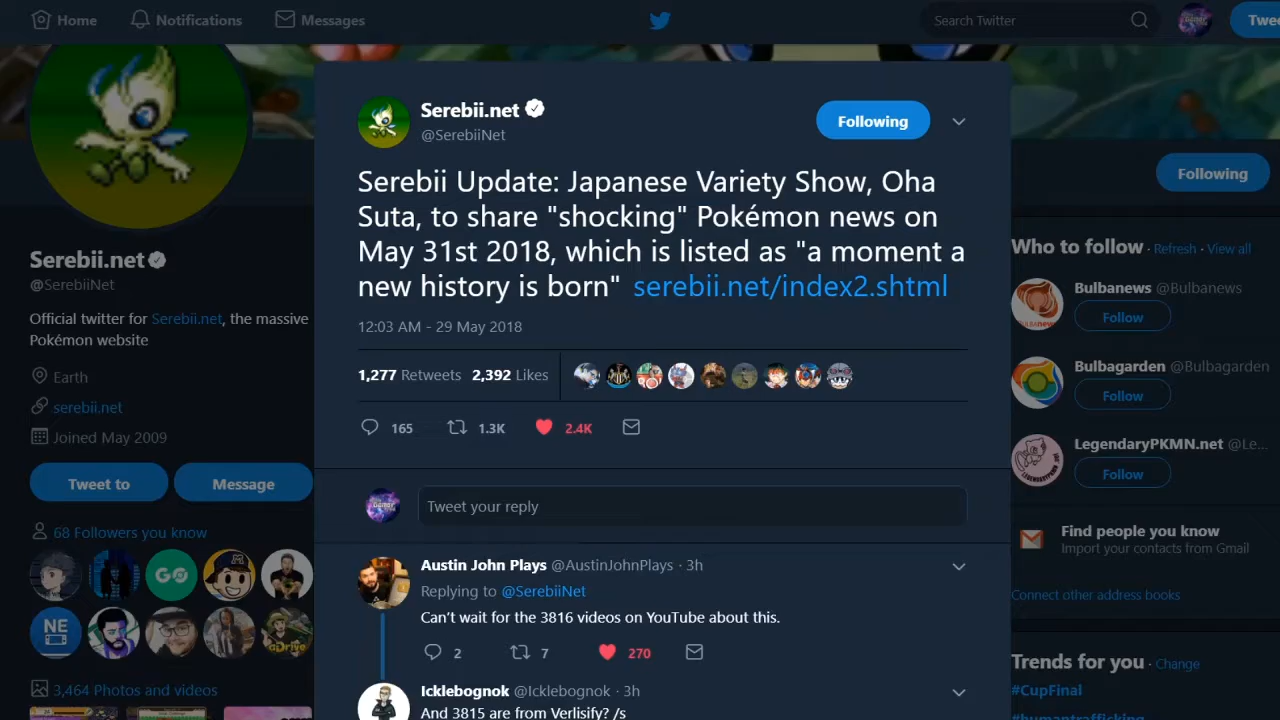 Home
Notifications
Messages
Search Twitter
Serebii.net
@SerebiiNet
Official twitter for Serebii.net, the massive
Pokémon website
Earth
serebii.net
Joined May 2009
Tweet to
Message
68 Followers you know
GO
NE
3,464 Photos and videos
Serebii.net
@SerebiiNet
Following
Serebii Update: Japanese Variety Show, Oha
Suta, to share "shocking" Pokémon news on
May 31st 2018, which is listed as "a moment a
new history is born" serebii.net/index2.shtml
12:03 AM - 29 May 2018
1,277 Retweets 2,392 Likes
165 1.3K 2.4K
Tweet your reply
Austin John Plays @AustinJohnPlays · 3h
Replying to @SerebiiNet
Can't wait for the 3816 videos on YouTube about this.
2 7 270
Icklebognok @Icklebognok · 3h
And 3815 are from Verlisify? /s
Following
Who to follow · Refresh · View all
Bulbanews @Bulbanews
Follow
Bulbagarden @Bulbagarden
Follow
LegendaryPKMN.net @Le...
Follow
Find people you know
Import your contacts from Gmail
Connect other address books
Trends for you · Change
#CupFinal
#humantrafficking